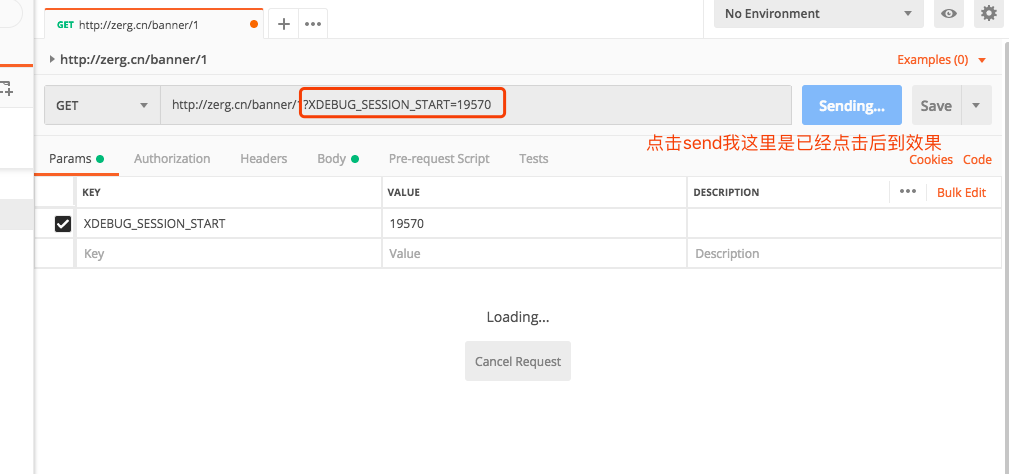 GET http://zerg.cn/banner/1
No Environment
http://zerg.cn/banner/1
Examples (0)
GET http://zerg.cn/banner/1?XDEBUG_SESSION_START=19570 Sending... Save
点击send我这里是已经点击后到效果
Params Authorization Headers Body Pre-request Script Tests Cookies Code
KEY VALUE DESCRIPTION Bulk Edit
XDEBUG_SESSION_START 19570
Key Value Description
Loading...
Cancel Request